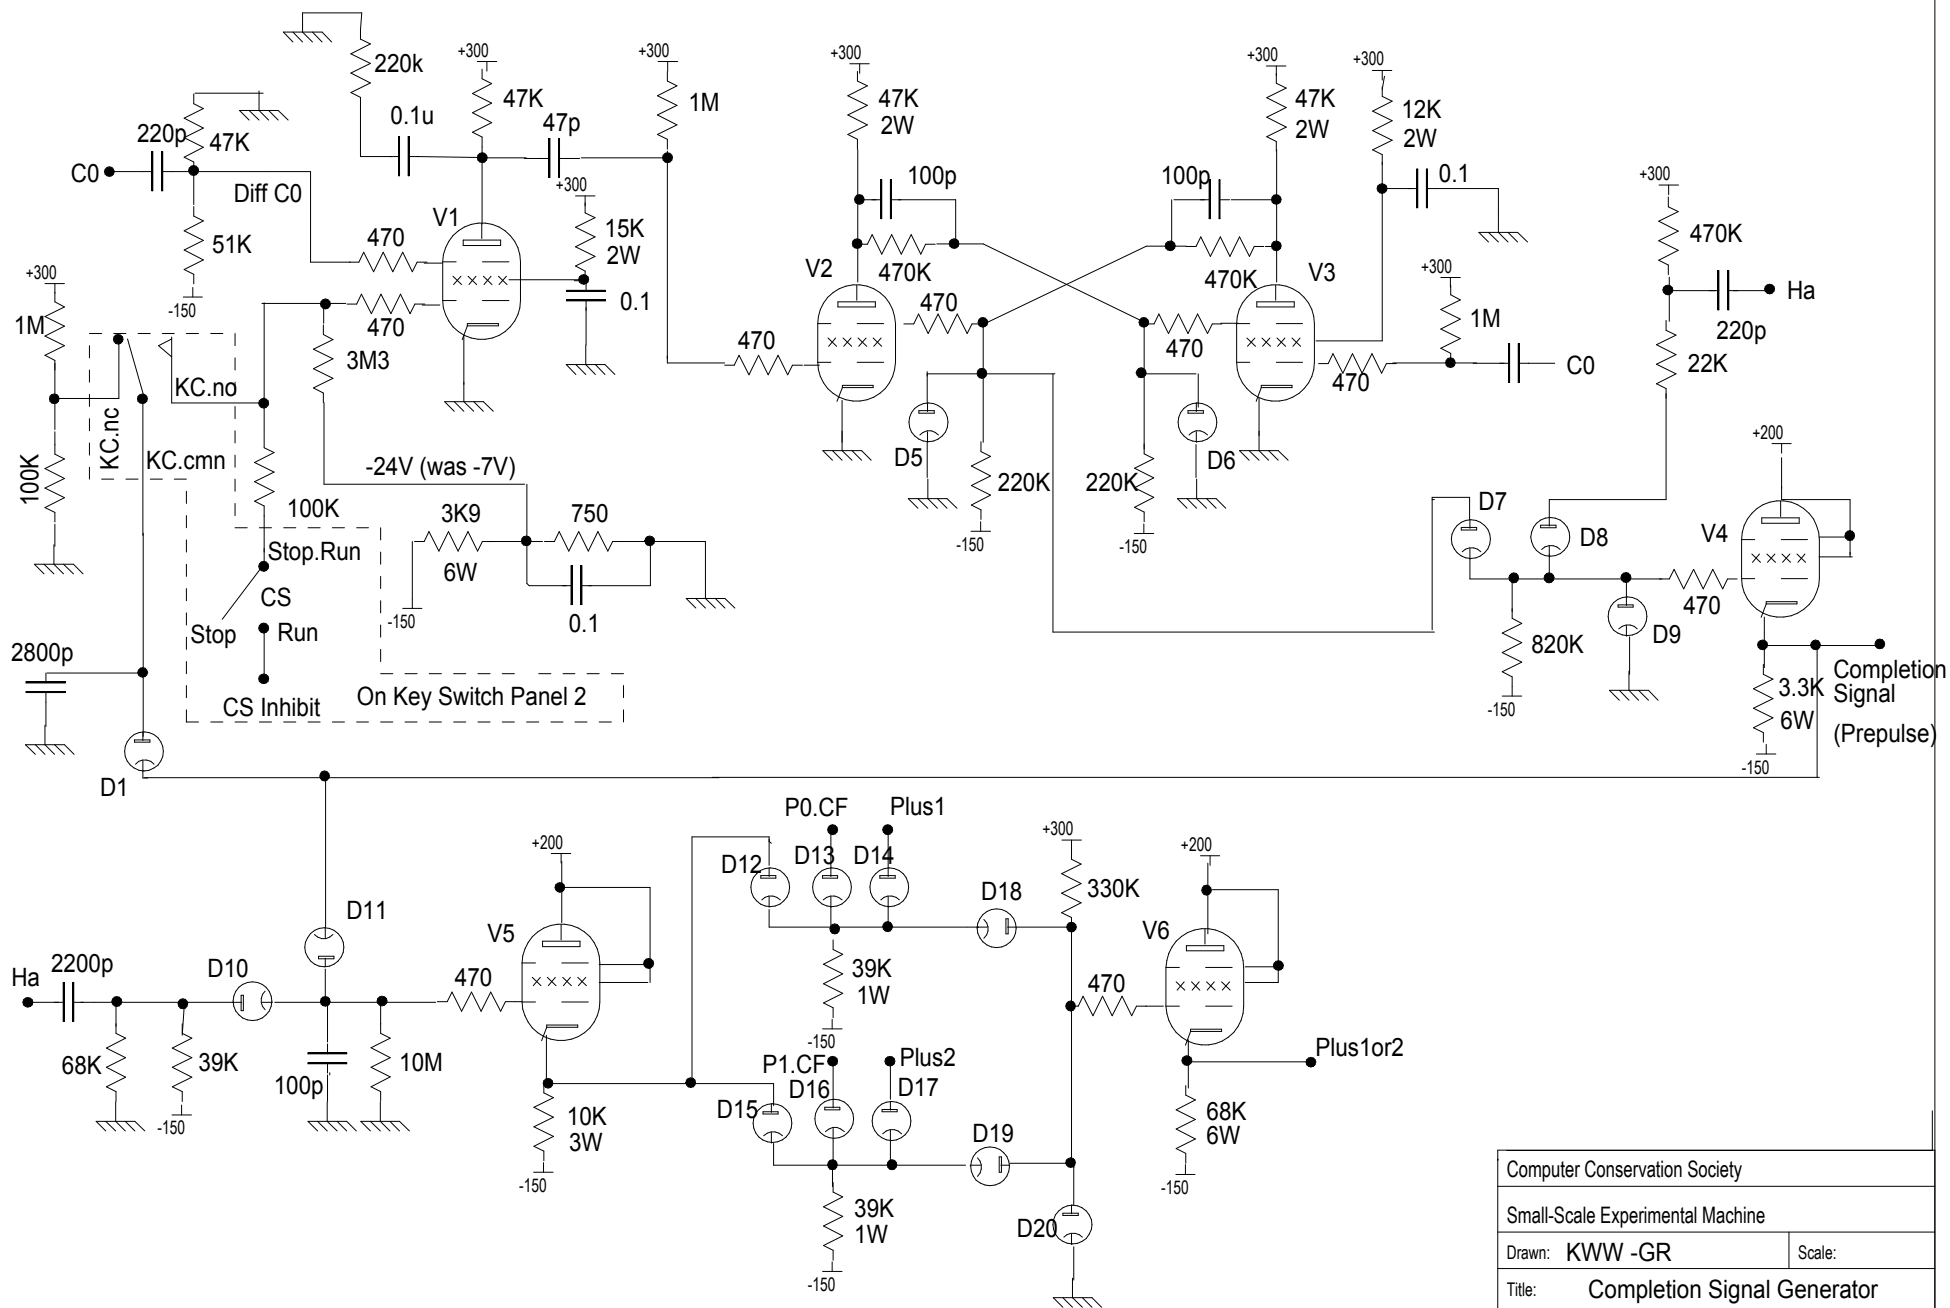 +300
+300
+300
+300
+300
220k
47K
1M
47K
2W
47K
2W
12K
2W
0.1u
47p
220p
47K
C0
Diff C0
+300
100p
100p
0.1
+300
V1
15K
2W
51K
470
470K
470K
470K
V2
V3
+300
+300
Ha
220p
-150
0.1
470
1M
1M
470
3M3
470
470
22K
470
C0
KC.no
KC.nc
KC.cmn
100K
-24V (was -7V)
D5
D6
+200
220K
220K
100K
D7
3K9
6W
750
D8
V4
Stop.Run
-150
-150
470
CS
0.1
-150
Stop
Run
D9
820K
2800p
Completion
Signal
(Prepulse)
3.3K
6W
On Key Switch Panel 2
CS Inhibit
-150
-150
D1
P0.CF
Plus1
+300
+200
+200
D12
D13
D14
D18
330K
D11
V5
V6
Ha
2200p
D10
470
39K
1W
470
68K
39K
100p
10M
-150
P1.CF
Plus2
Plus1or2
D16
D17
D15
10K
3W
68K
6W
-150
D19
-150
39K
1W
-150
D20
-150
Computer Conservation Society
Small-Scale Experimental Machine
Drawn: KWW -GR Scale:
Title: Completion Signal Generator